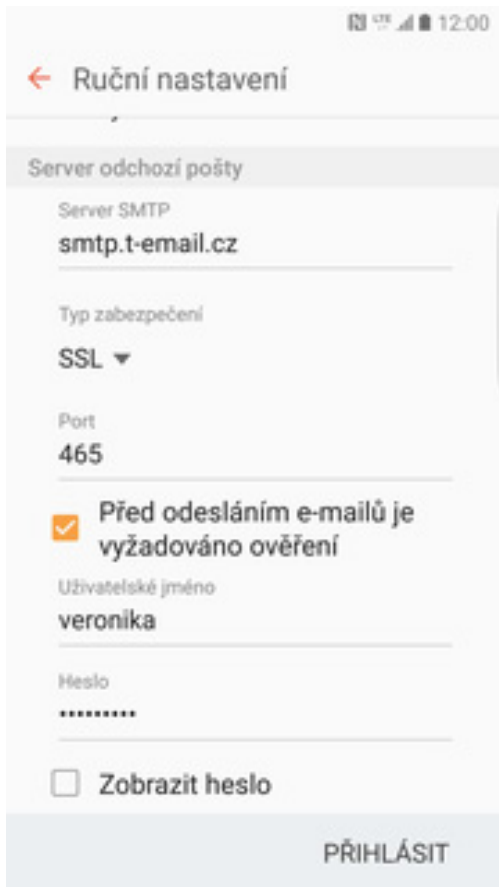 LTE 12:00
Ruční nastavení
Server odchozí pošty
Server SMTP
smtp.t-email.cz
Typ zabezpečení
SSL
Port
465
Před odesláním e-mailů je
vyžadováno ověření
Uživatelské jméno
veronika
Heslo
•••••••••
Zobrazit heslo
PŘIHLÁSIT